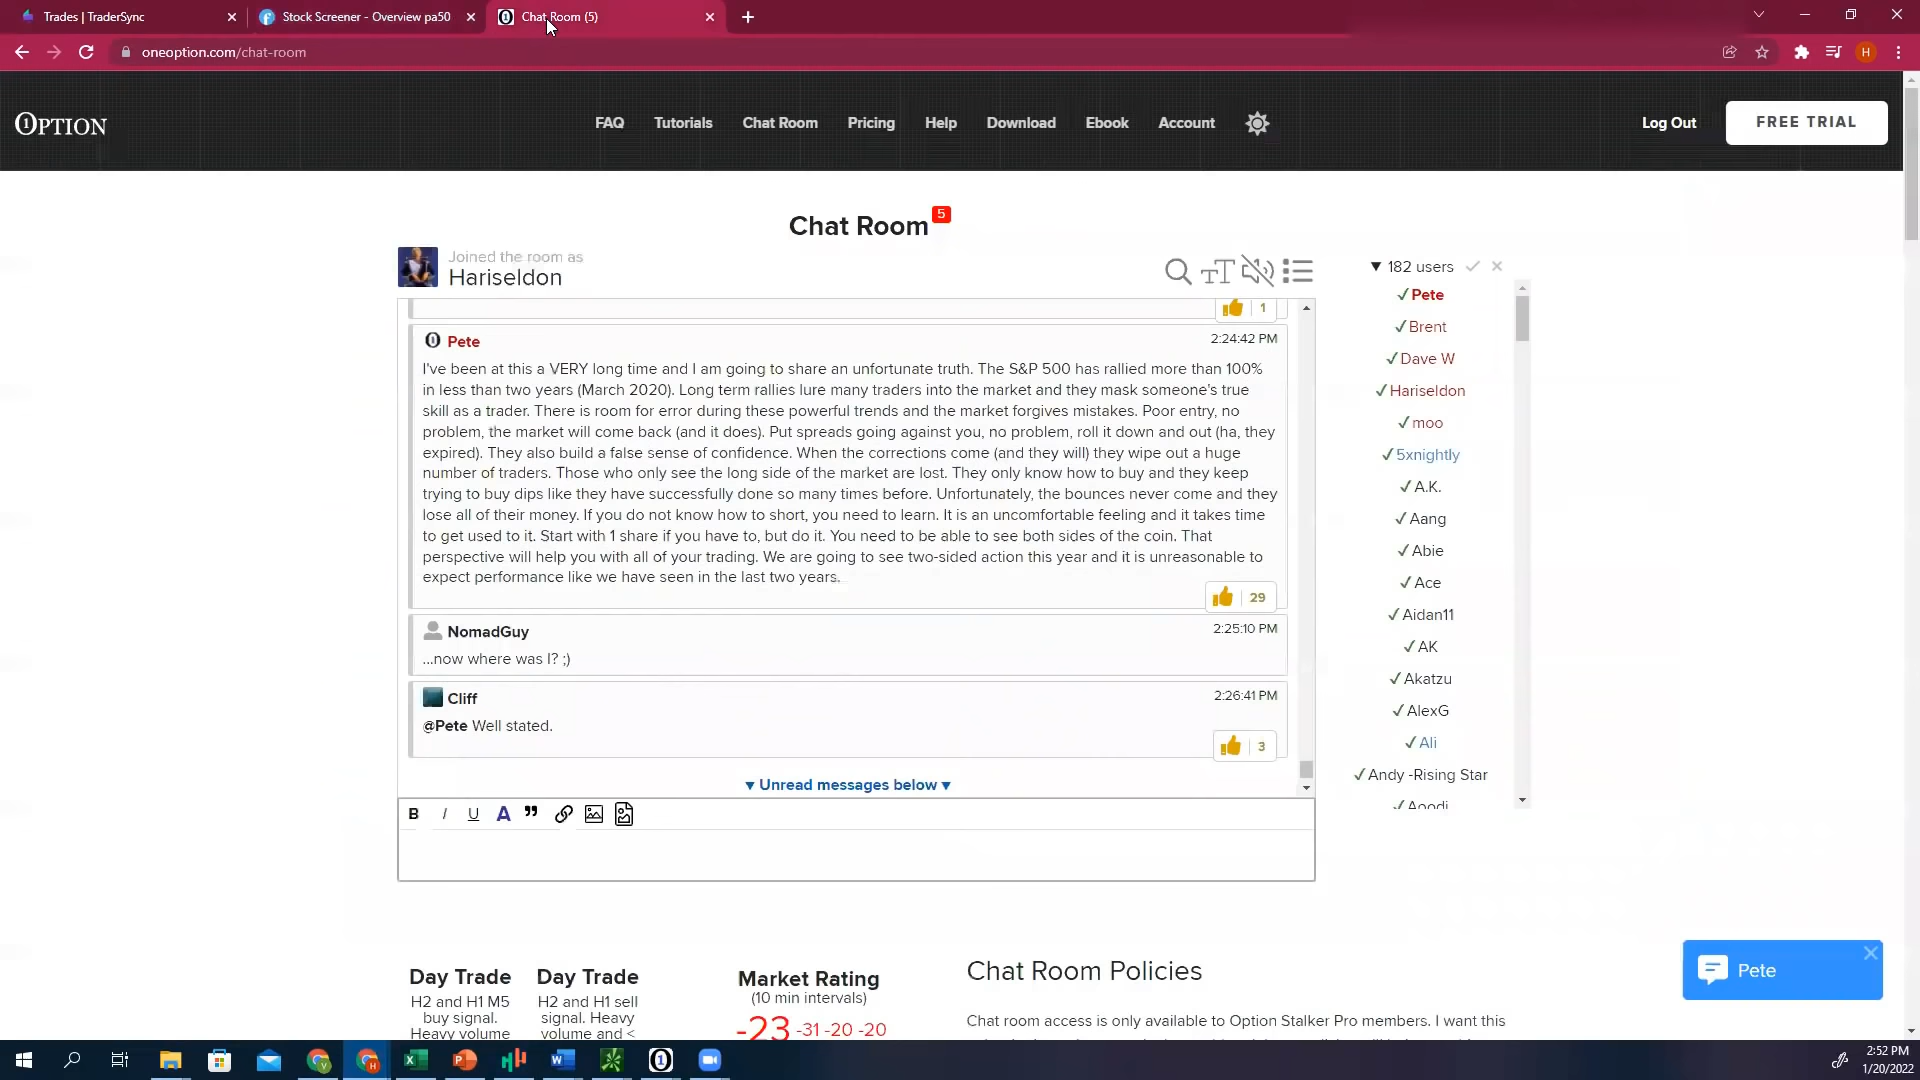 Trades | TraderSync
Stock Screener - Overview pa50
Chat Room (5)
oneoption.com/chat-room
H
OPTION
FAQ
Tutorials
Chat Room
Pricing
Help
Download
Ebook
Account
Log Out
FREE TRIAL
Chat Room
5
Joined the room as
Hariseldon
1
Pete
2:24:42 PM
I've been at this a VERY long time and I am going to share an unfortunate truth. The S&P 500 has rallied more than 100%
in less than two years (March 2020). Long term rallies lure many traders into the market and they mask someone's true
skill as a trader. There is room for error during these powerful trends and the market forgives mistakes. Poor entry, no
problem, the market will come back (and it does). Put spreads going against you, no problem, roll it down and out (ha, they
expired). They also build a false sense of confidence. When the corrections come (and they will) they wipe out a huge
number of traders. Those who only see the long side of the market are lost. They only know how to buy and they keep
trying to buy dips like they have successfully done so many times before. Unfortunately, the bounces never come and they
lose all of their money. If you do not know how to short, you need to learn. It is an uncomfortable feeling and it takes time
to get used to it. Start with 1 share if you have to, but do it. You need to be able to see both sides of the coin. That
perspective will help you with all of your trading. We are going to see two-sided action this year and it is unreasonable to
expect performance like we have seen in the last two years.
29
NomadGuy
2:25:10 PM
...now where was I? ;)
Cliff
2:26:41 PM
@Pete Well stated.
3
▼ Unread messages below ▼
B I U A
▼ 182 users
✓Pete
✓Brent
✓Dave W
✓Hariseldon
✓moo
✓5xnightly
✓A.K.
✓Aang
✓Abie
✓Ace
✓Aidan11
✓AK
✓Akatzu
✓AlexG
✓Ali
✓Andy -Rising Star
✓Aoodi
Day Trade
H2 and H1 M5
buy signal.
Heavy volume
Day Trade
H2 and H1 sell
signal. Heavy
volume and <
Market Rating
(10 min intervals)
-23 -31 -20 -20
Chat Room Policies
Chat room access is only available to Option Stalker Pro members. I want this
Pete
2:52 PM
1/20/2022